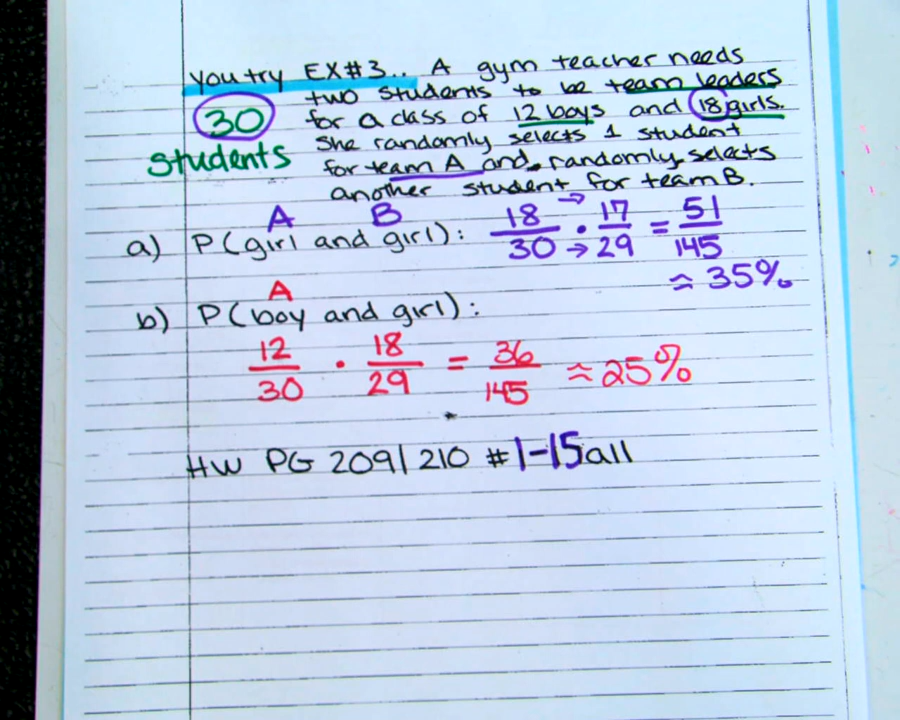 you try EX#3... A gym teacher needs
two students to be team leaders
30 for a class of 12 boys and 18 girls.
students She randomly selects 1 student
for team A and randomly selects
another student for team B.
A B
a) P(girl and girl): 18/30 → → · 17/29 = 51/145
≈ 35%
A
b) P(boy and girl):
12/30 · 18/29 = 36/145 ≈ 25%
HW PG 209/210 #1-15 all